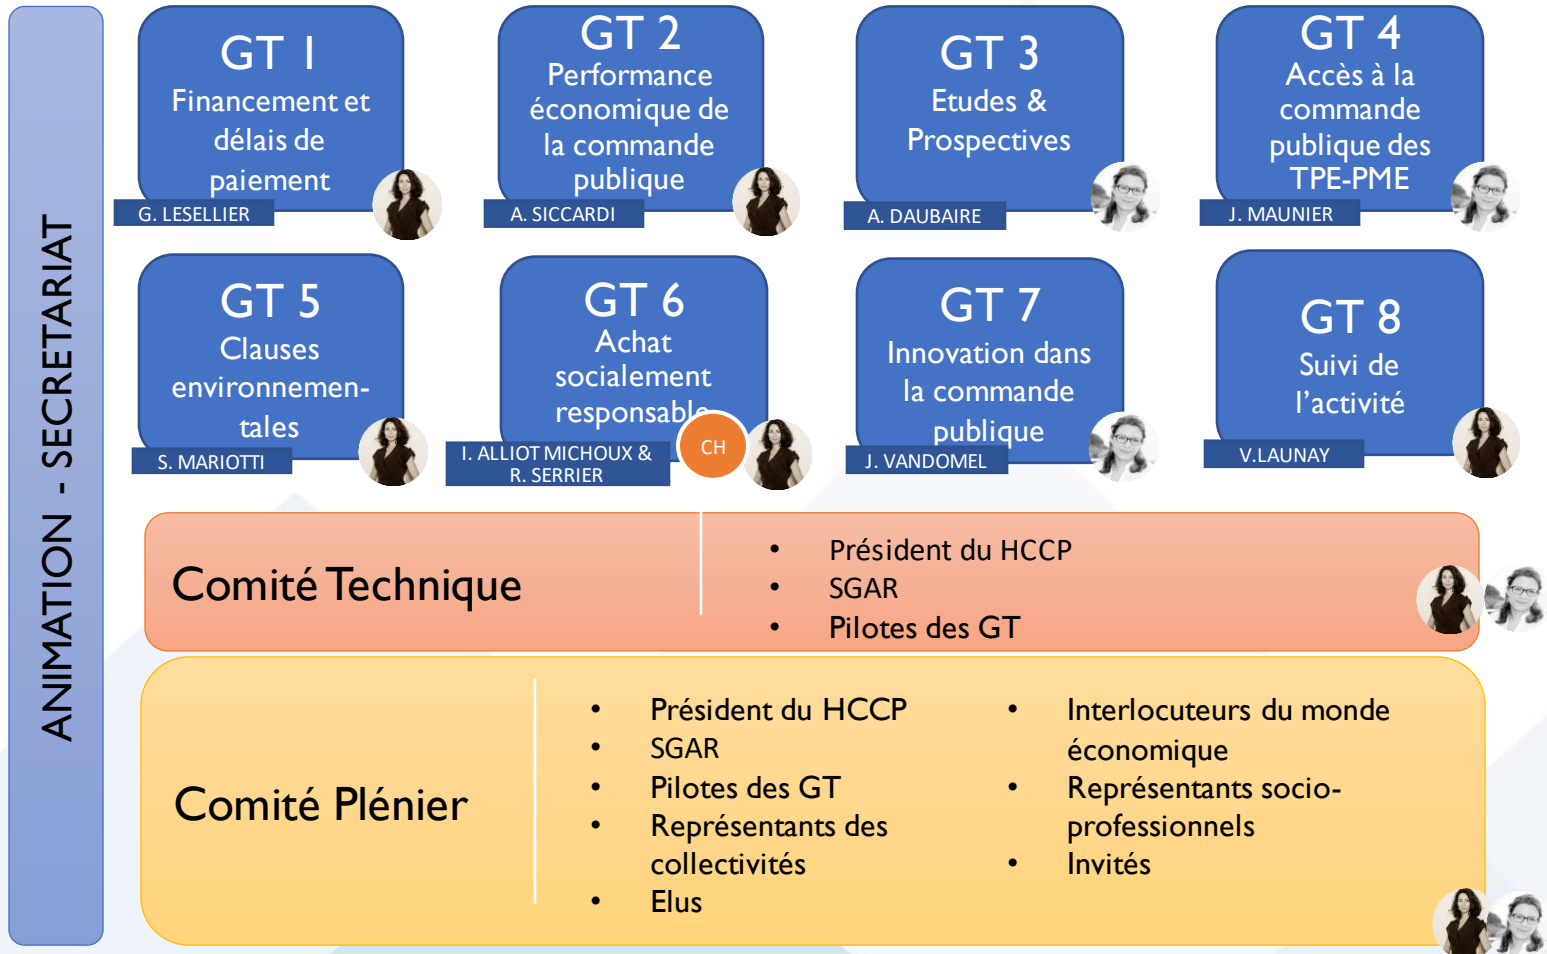 ANIMATION - SECRETARIAT
GT 1
Financement et
délais de
paiement
G. LESELLIER
GT 2
Performance
économique de
la commande
publique
A. SICCARDI
GT 3
Etudes &
Prospectives
A. DAUBAIRE
GT 4
Accès à la
commande
publique des
TPE-PME
J. MAUNIER
GT 5
Clauses
environnemen-
tales
S. MARIOTTI
GT 6
Achat
socialement
responsable
CH
I. ALLIOT MICHOUX &
R. SERRIER
GT 7
Innovation dans
la commande
publique
J. VANDOMEL
GT 8
Suivi de
l’activité
V.LAUNAY
Comité Technique
• Président du HCCP
• SGAR
• Pilotes des GT
Comité Plénier
• Président du HCCP
• SGAR
• Pilotes des GT
• Représentants des
collectivités
• Elus
• Interlocuteurs du monde
économique
• Représentants socio-
professionnels
• Invités